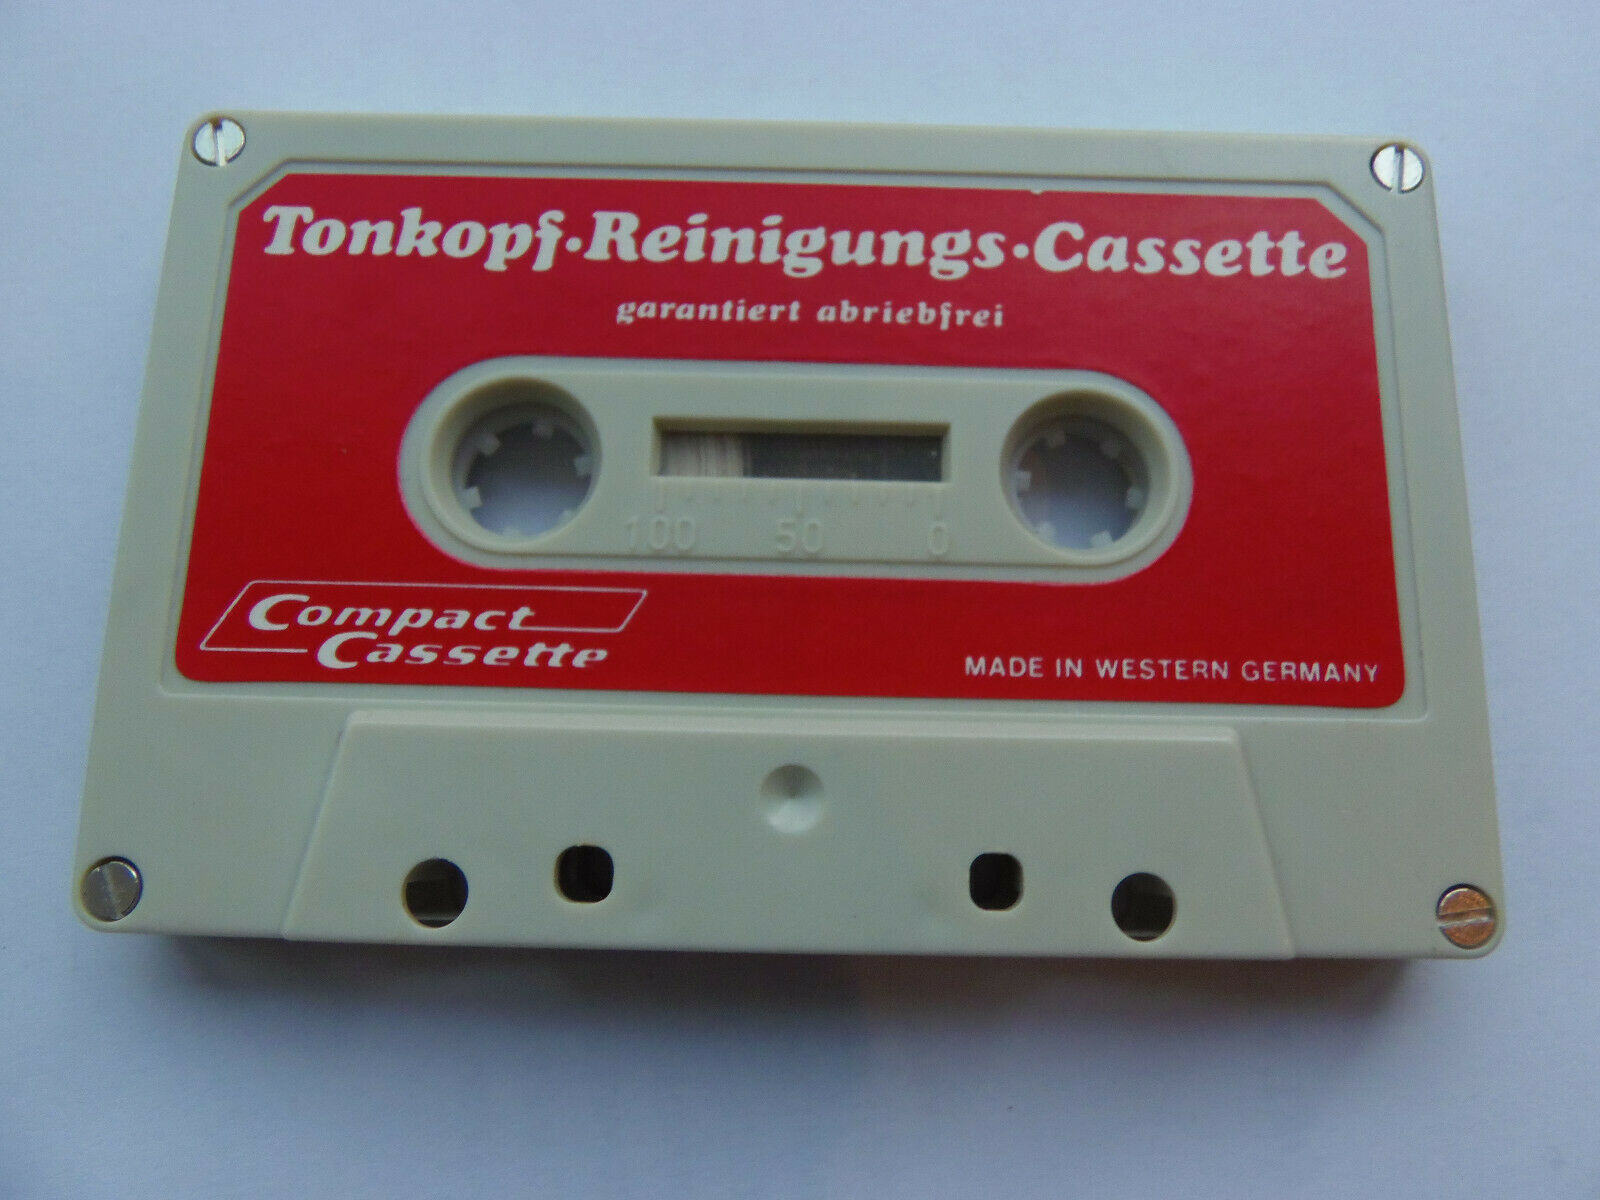 Tonkopf·Reinigungs·Cassette
garantiert abriebfrei
100 50 0
Compact
Cassette
MADE IN WESTERN GERMANY